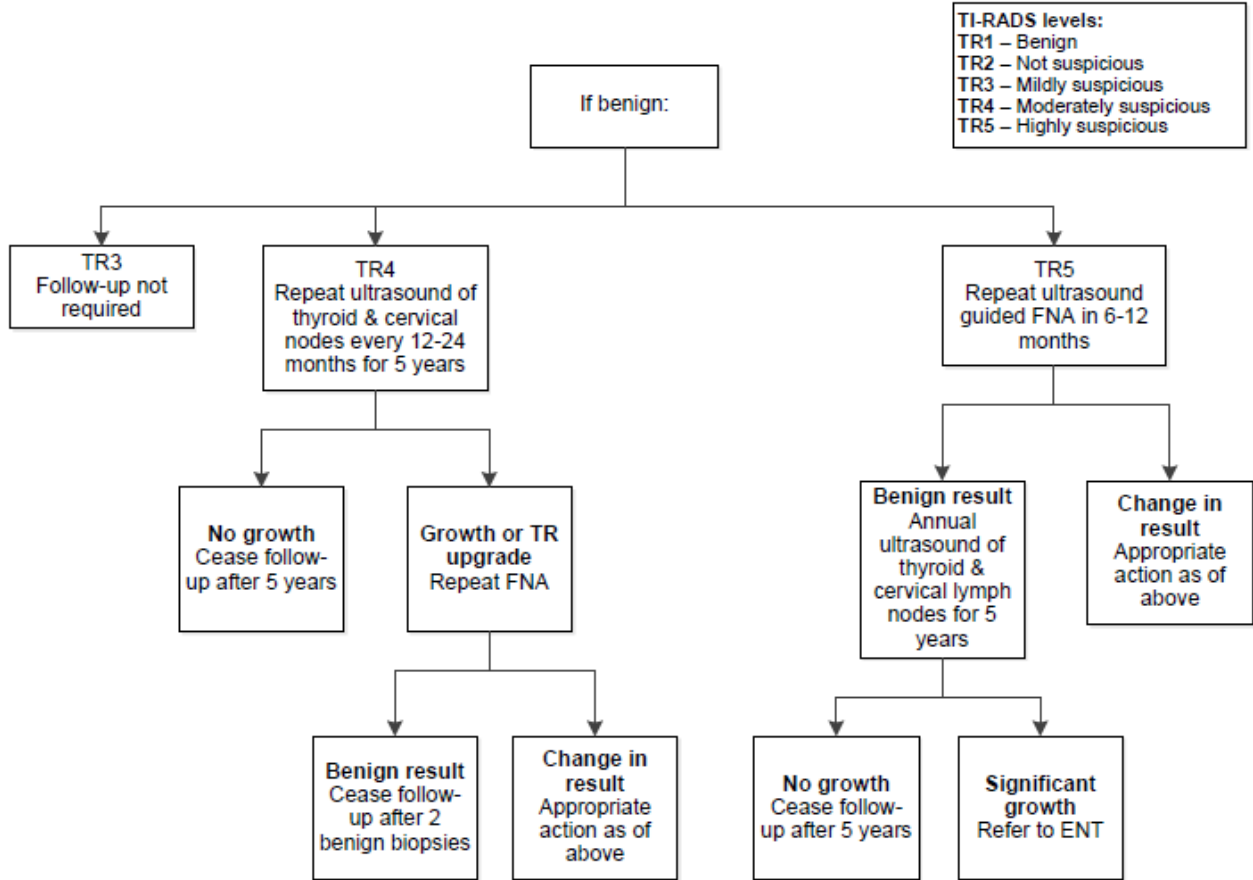 TI-RADS levels:
TR1 – Benign
TR2 – Not suspicious
TR3 – Mildly suspicious
TR4 – Moderately suspicious
TR5 – Highly suspicious
If benign:
TR3
Follow-up not
required
TR4
Repeat ultrasound of
thyroid & cervical
nodes every 12-24
months for 5 years
TR5
Repeat ultrasound
guided FNA in 6-12
months
No growth
Cease follow-
up after 5 years
Growth or TR
upgrade
Repeat FNA
Benign result
Annual
ultrasound of
thyroid &
cervical lymph
nodes for 5
years
Change in
result
Appropriate
action as of
above
Benign result
Cease follow-
up after 2
benign biopsies
Change in
result
Appropriate
action as of
above
No growth
Cease follow-
up after 5 years
Significant
growth
Refer to ENT